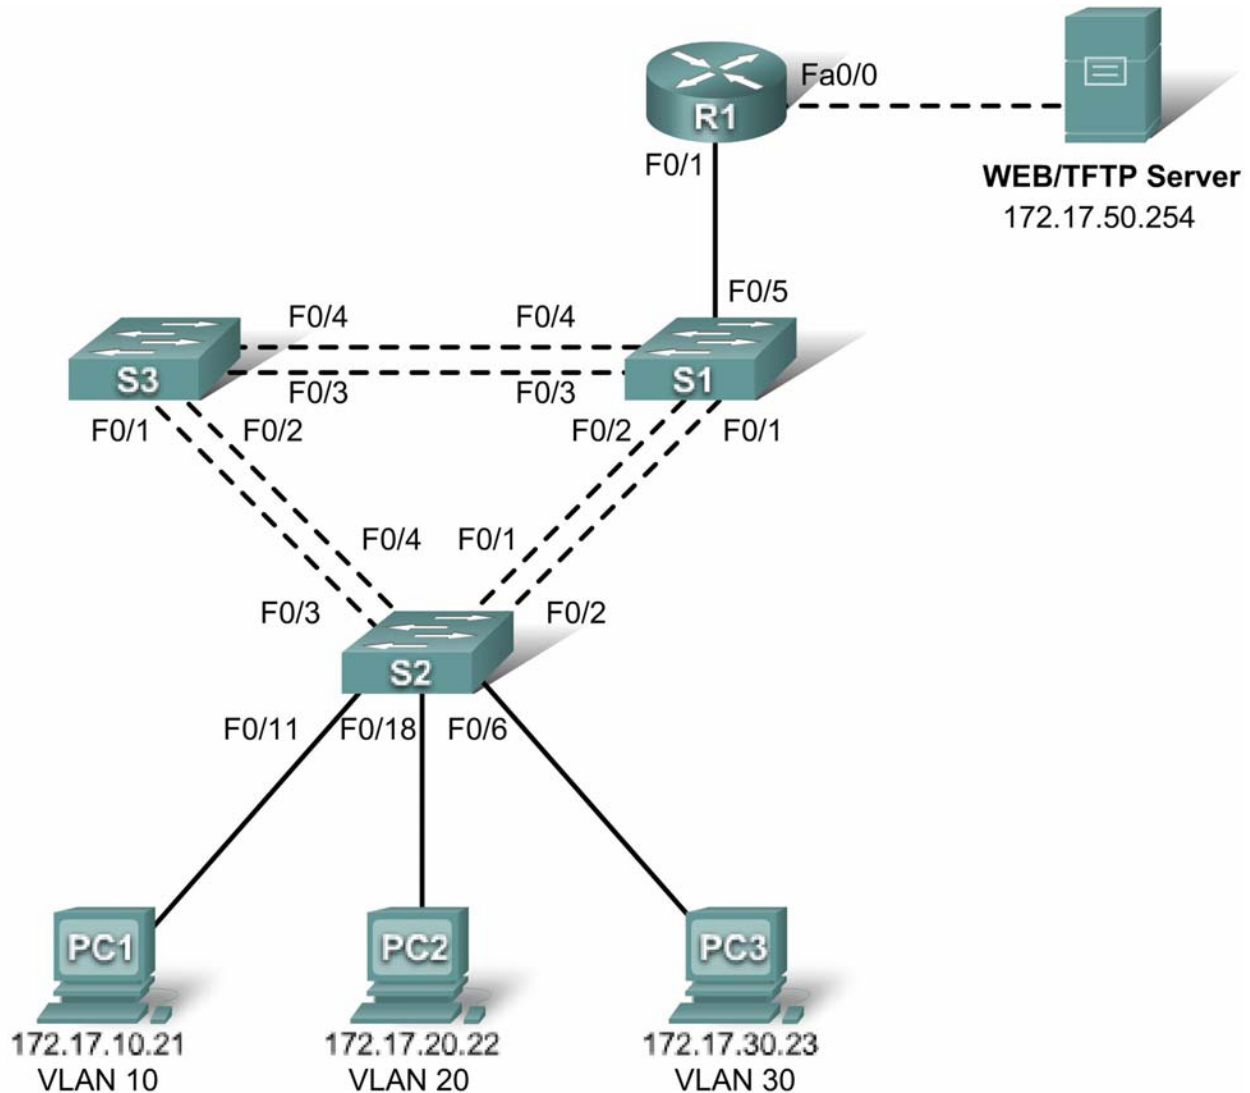 Fa0/0
R1
F0/1
WEB/TFTP Server
172.17.50.254
F0/5
F0/4
F0/4
S3
S1
F0/3
F0/3
F0/1
F0/2
F0/2
F0/1
F0/4
F0/1
F0/3
F0/2
S2
F0/11
F0/18
F0/6
PC1
PC2
PC3
172.17.10.21
172.17.20.22
172.17.30.23
VLAN 10
VLAN 20
VLAN 30